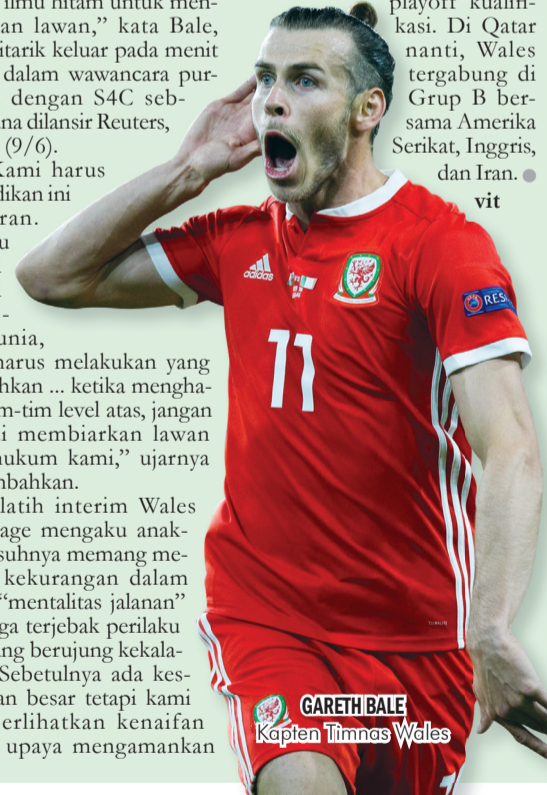 ilmu hitam untuk men-
an lawan,” kata Bale,
itarik keluar pada menit
dalam wawancara pur-
dengan S4C seb-
na dilansir Reuters,
(9/6).
Kami harus
dikan ini
ran.
u
-
unia,
harus melakukan yang
hkan ... ketika mengha-
m-tim level atas, jangan
i membiarkan lawan
hukum kami,” ujarnya
nbahkan.
latih interim Wales
age mengaku anak-
suhnya memang me-
kekurangan dalam
“mentalitas jalanan”
ga terjebak perilaku
ng berujung kekala-
Sebetulnya ada kes-
an besar tetapi kami
erlihatkan kenaifan
upaya mengamankan
playoff kualifi-
kasi. Di Qatar
nanti, Wales
tergabung di
Grup B ber-
sama Amerika
Serikat, Inggris,
dan Iran.
vit
adidas
11
RES
GARETH BALE
Kapten Timnas Wales